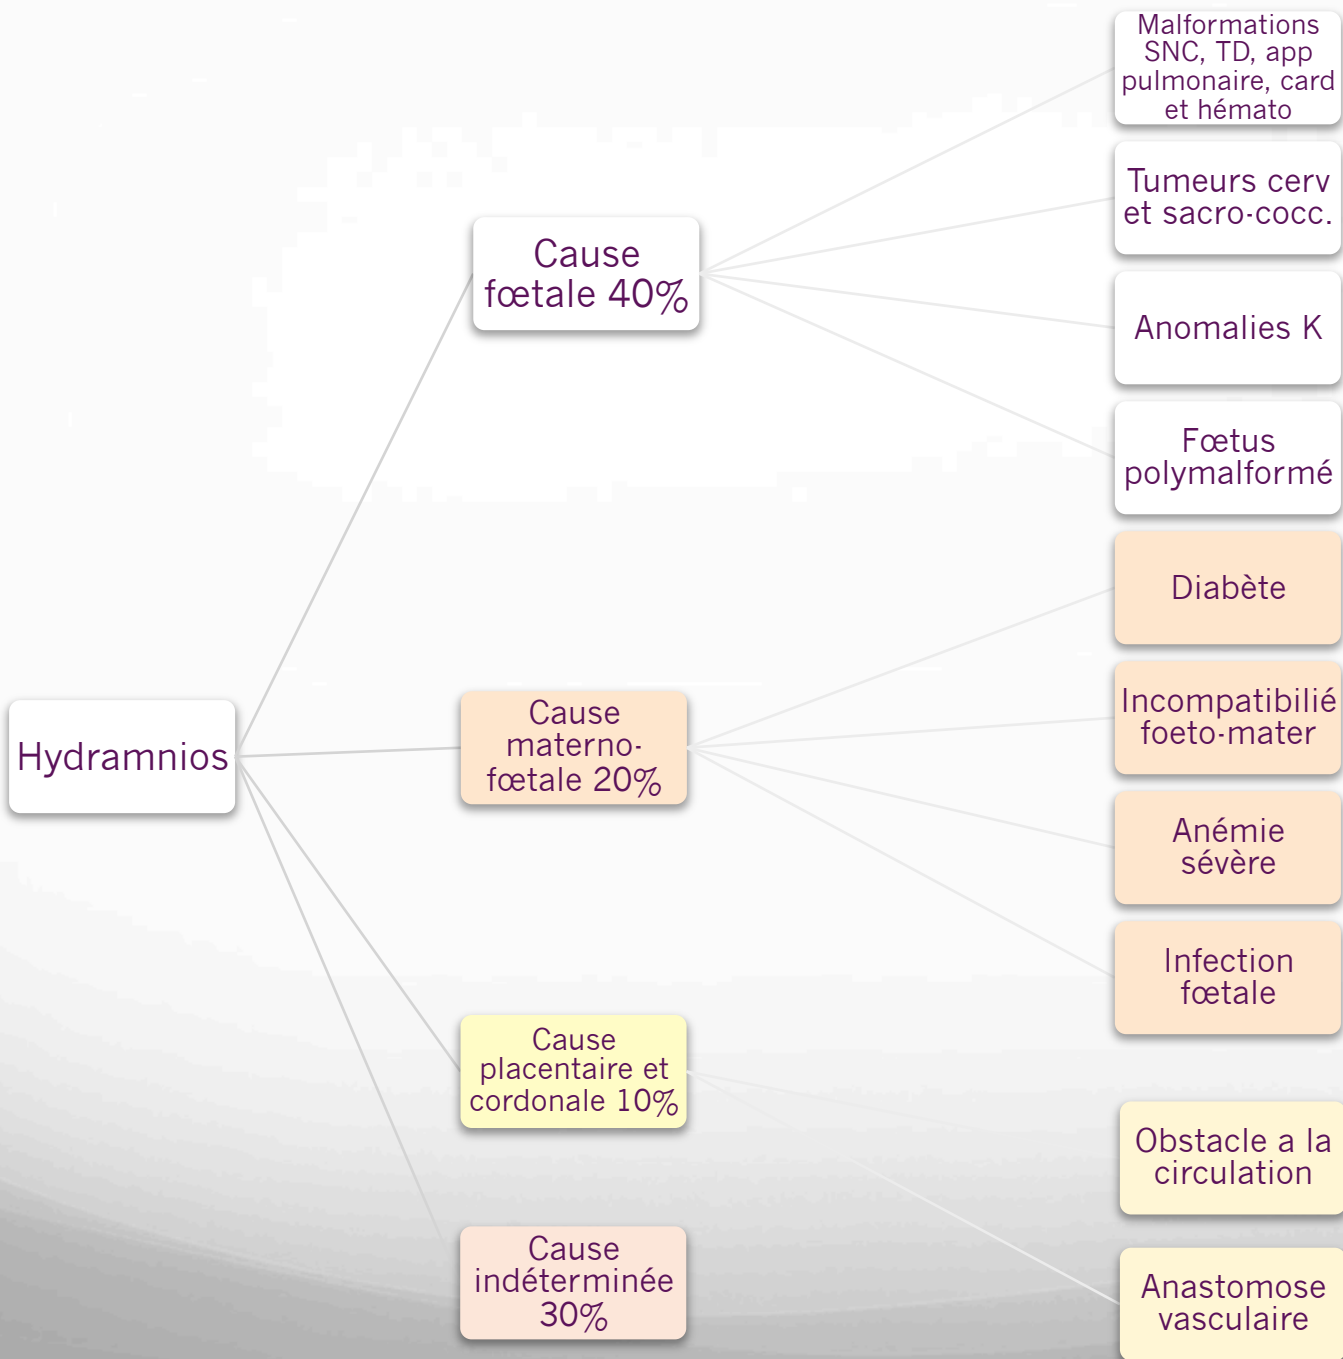 Hydramnios
Cause
fœtale 40%
Malformations
SNC, TD, app
pulmonaire, card
et hémato
Tumeurs cerv
et sacro-cocc.
Anomalies K
Fœtus
polymalformé
Cause
materno-
fœtale 20%
Diabète
Incompatibilié
foeto-mater
Anémie
sévère
Infection
fœtale
Cause
placentaire et
cordonale 10%
Obstacle a la
circulation
Anastomose
vasculaire
Cause
indéterminée
30%